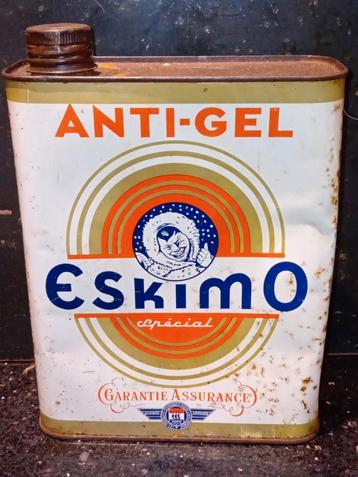 ANTI-GEL
ESKIMO
Spécial
GARANTIE ASSURANCE